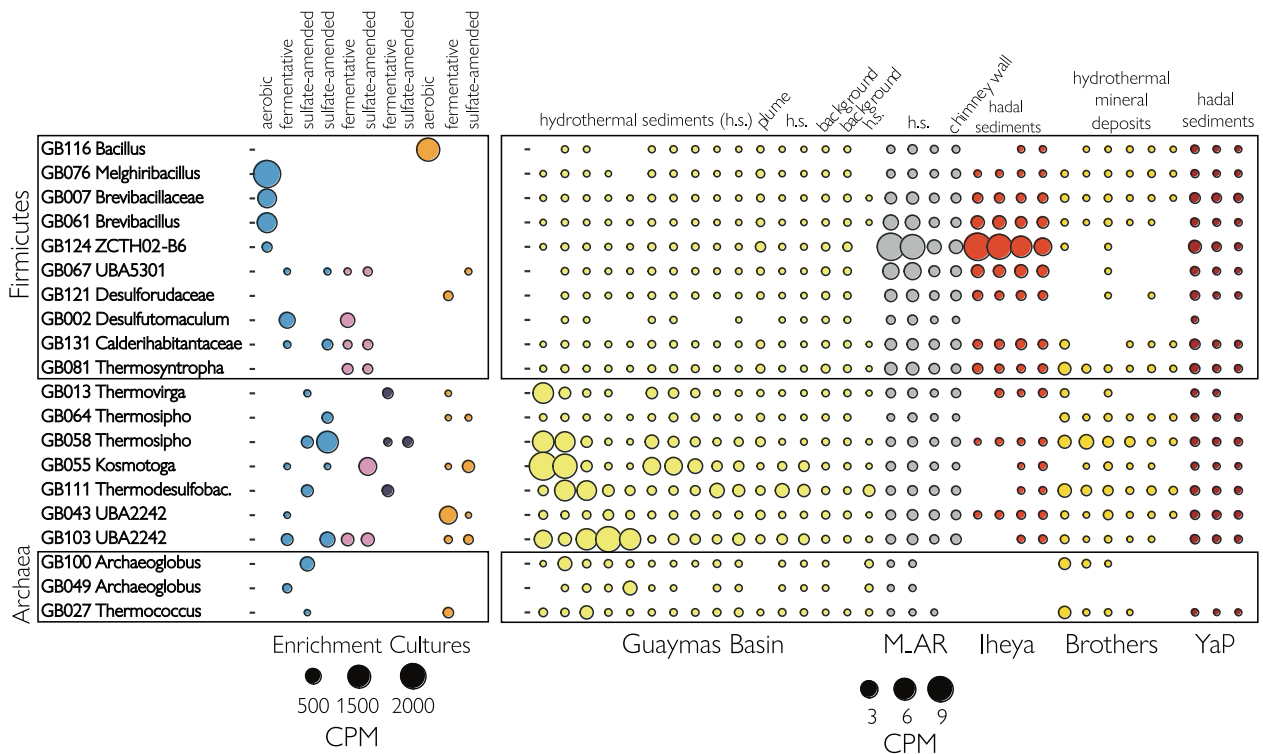 aerobic
fermentative
sulfate-amended
sulfate-amended
fermentative
sulfate-amended
fermentative
sulfate-amended
aerobic
fermentative
sulfate-amended
hydrothermal sediments (h.s.)
plume
h.s.
background
background
h.s.
h.s.
chimney wall
hadal
sediments
hydrothermal
mineral
deposits
hadal
sediments
Firmicutes
GB116 Bacillus
GB076 Melghiribacillus
GB007 Brevibacillaceae
GB061 Brevibacillus
GB124 ZCTH02-B6
GB067 UBA5301
GB121 Desulforudaceae
GB002 Desulfutomaculum
GB131 Calderihabitantaceae
GB081 Thermosyntropha
GB013 Thermovirga
GB064 Thermosipho
GB058 Thermosipho
GB055 Kosmotoga
GB111 Thermodesulfobac.
GB043 UBA2242
GB103 UBA2242
Archaea
GB100 Archaeoglobus
GB049 Archaeoglobus
GB027 Thermococcus
Enrichment Cultures
Guaymas Basin
M_AR
Iheya
Brothers
YaP
500 1500 2000
CPM
3 6 9
CPM